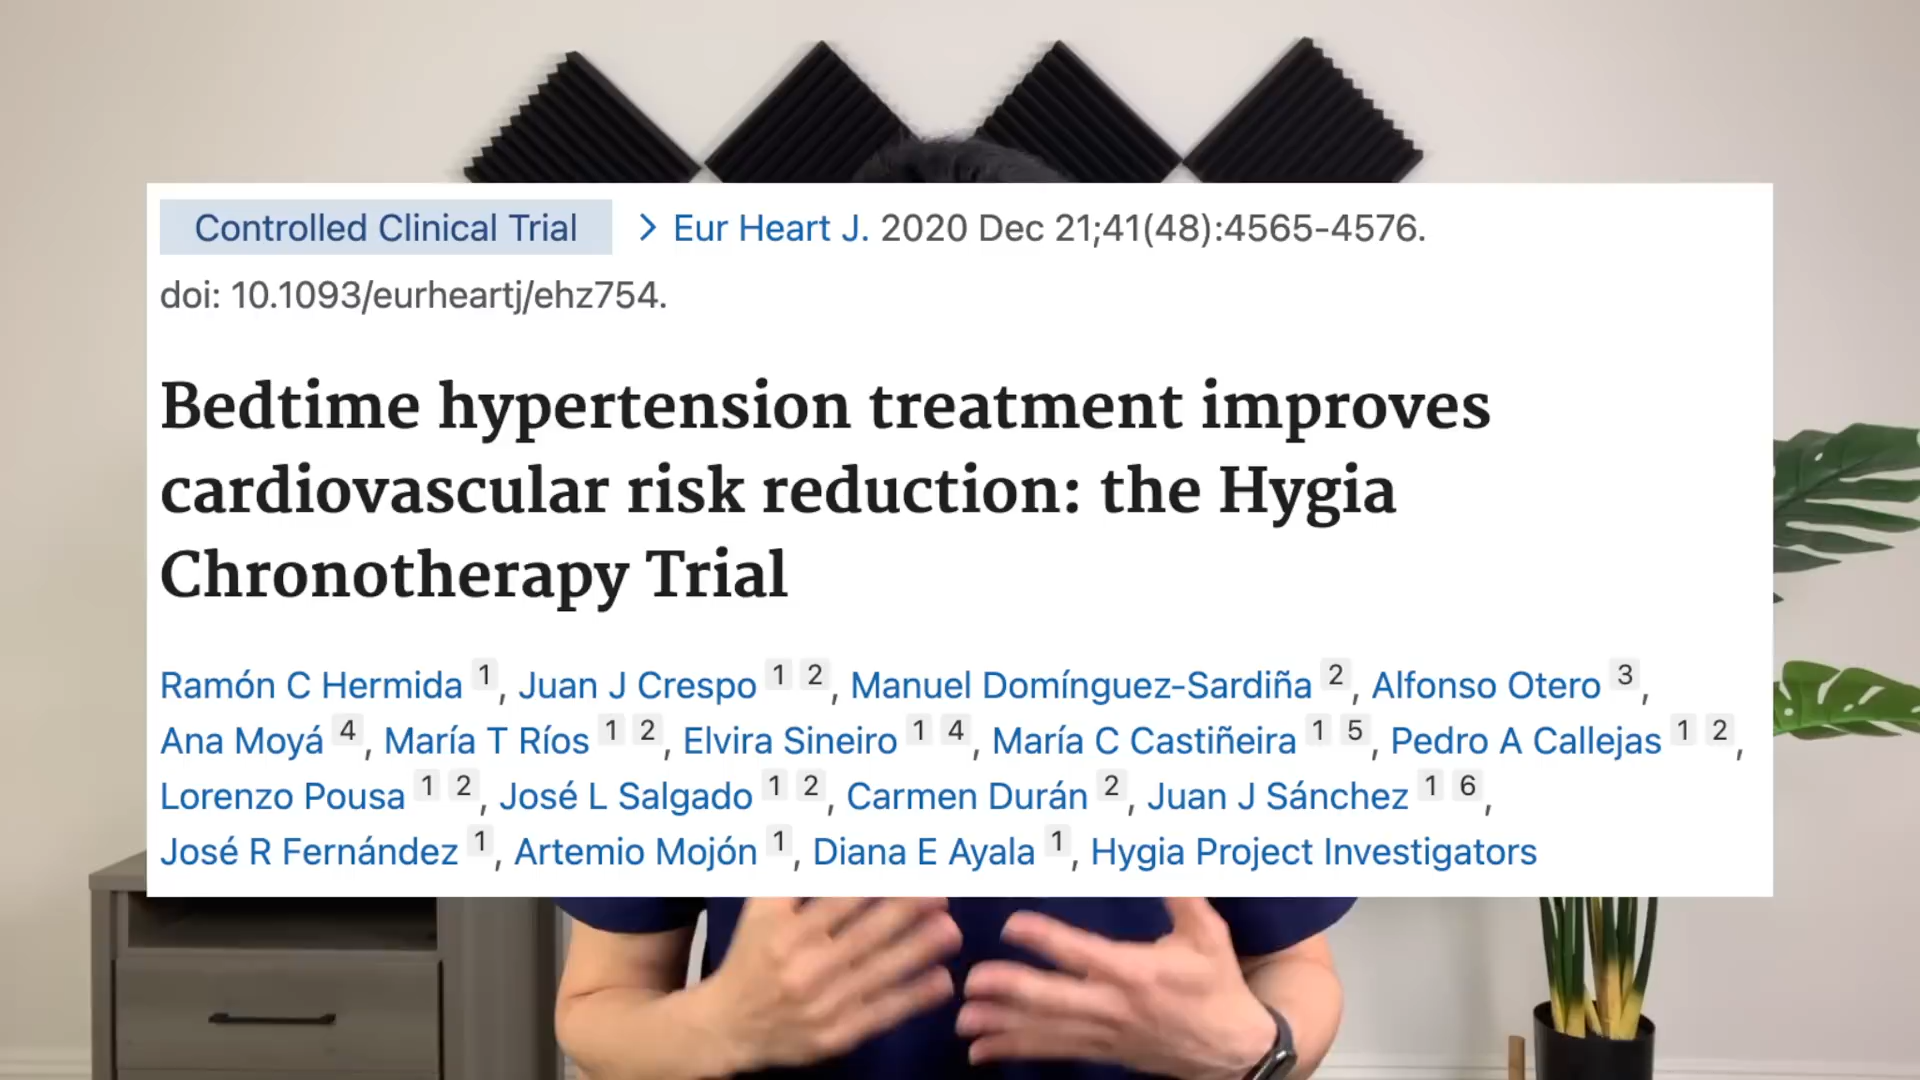 Controlled Clinical Trial > Eur Heart J. 2020 Dec 21;41(48):4565-4576.
doi: 10.1093/eurheartj/ehz754.
Bedtime hypertension treatment improves
cardiovascular risk reduction: the Hygia
Chronotherapy Trial
Ramón C Hermida 1, Juan J Crespo 1 2, Manuel Domínguez-Sardiña 2, Alfonso Otero 3,
Ana Moyá 4, María T Ríos 1 2, Elvira Sineiro 1 4, María C Castiñeira 1 5, Pedro A Callejas 1 2,
Lorenzo Pousa 1 2, José L Salgado 1 2, Carmen Durán 2, Juan J Sánchez 1 6,
José R Fernández 1, Artemio Mojón 1, Diana E Ayala 1, Hygia Project Investigators